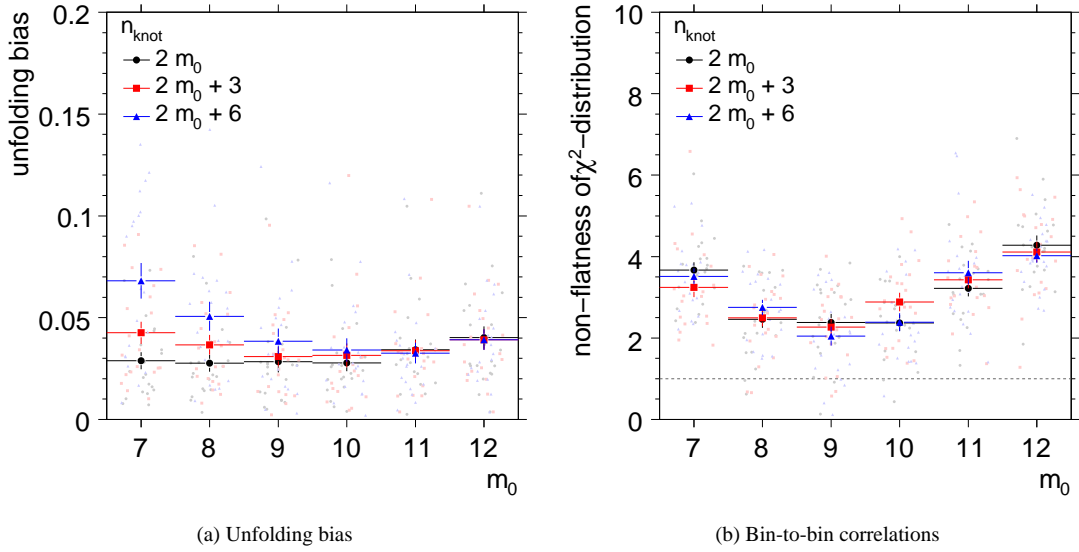 unfolding bias
0.2
0.15
0.1
0.05
0
n_knot
2 m_0
2 m_0 + 3
2 m_0 + 6
7 8 9 10 11 12
m_0
(a) Unfolding bias
non−flatness of χ²−distribution
10
8
6
4
2
0
n_knot
2 m_0
2 m_0 + 3
2 m_0 + 6
7 8 9 10 11 12
m_0
(b) Bin-to-bin correlations